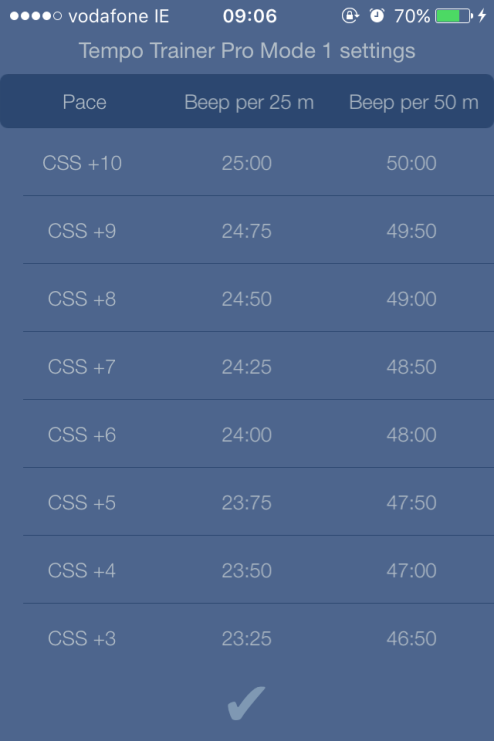 vodafone IE 09:06 70%
Tempo Trainer Pro Mode 1 settings
Pace Beep per 25 m Beep per 50 m
CSS +10 25:00 50:00
CSS +9 24:75 49:50
CSS +8 24:50 49:00
CSS +7 24:25 48:50
CSS +6 24:00 48:00
CSS +5 23:75 47:50
CSS +4 23:50 47:00
CSS +3 23:25 46:50